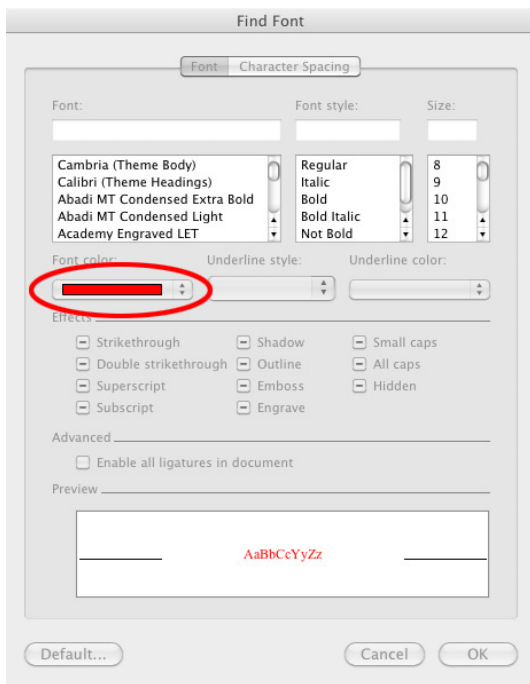 Find Font
Font Character Spacing
Font: Font style: Size:
Cambria (Theme Body) Regular 8
Calibri (Theme Headings) Italic 9
Abadi MT Condensed Extra Bold Bold 10
Abadi MT Condensed Light Bold Italic 11
Academy Engraved LET Not Bold 12
Font color: Underline style: Underline color:
Effects
Strikethrough Shadow Small caps
Double strikethrough Outline All caps
Superscript Emboss Hidden
Subscript Engrave
Advanced
Enable all ligatures in document
Preview
AaBbCcYyZz
Default... Cancel OK